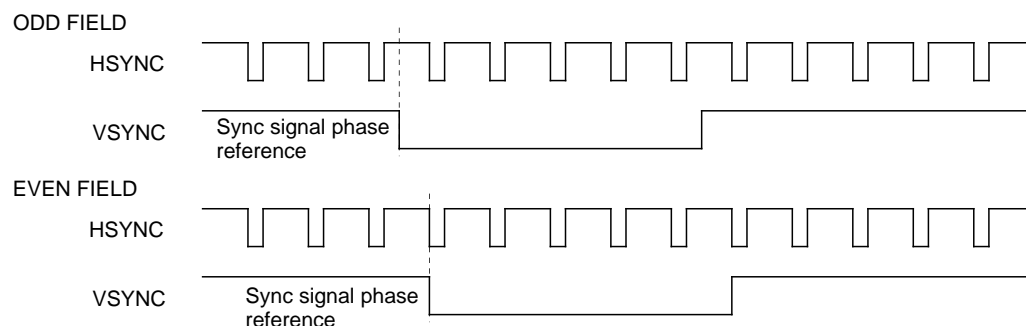 ODD FIELD
HSYNC
VSYNC
Sync signal phase
reference
EVEN FIELD
HSYNC
VSYNC
Sync signal phase
reference